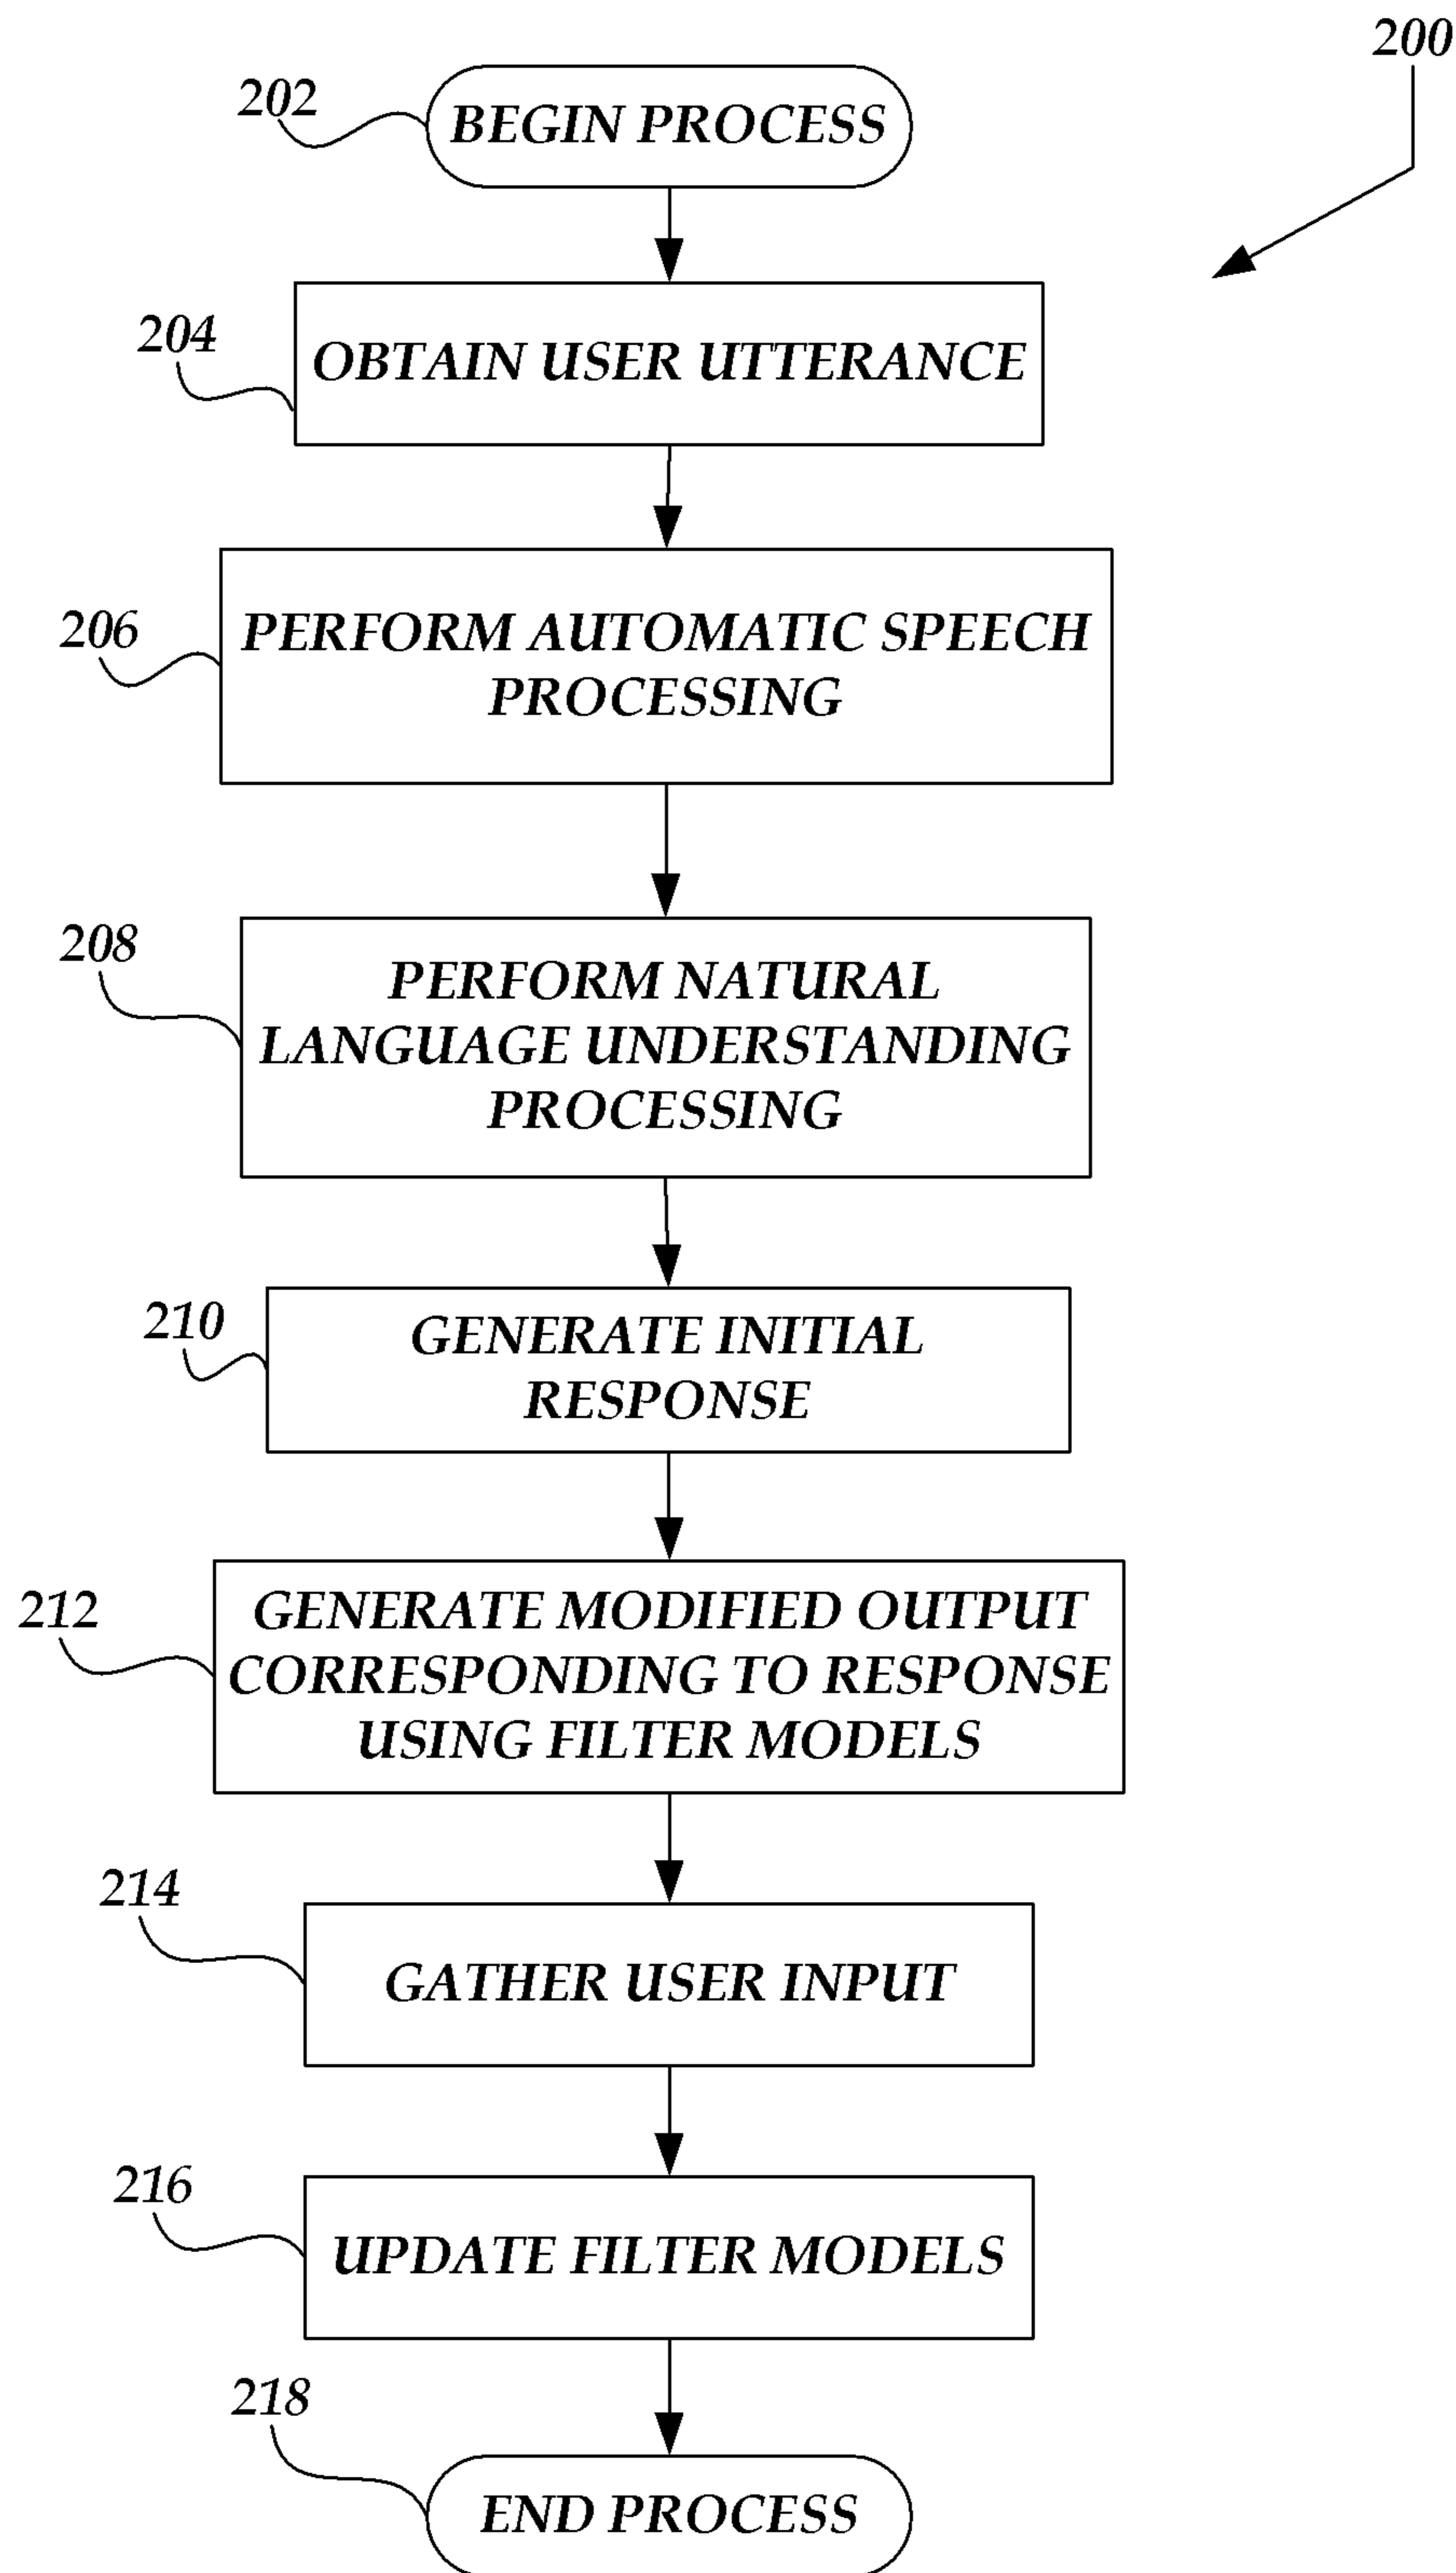 200
202
BEGIN PROCESS
204
OBTAIN USER UTTERANCE
206
PERFORM AUTOMATIC SPEECH
PROCESSING
208
PERFORM NATURAL
LANGUAGE UNDERSTANDING
PROCESSING
210
GENERATE INITIAL
RESPONSE
212
GENERATE MODIFIED OUTPUT
CORRESPONDING TO RESPONSE
USING FILTER MODELS
214
GATHER USER INPUT
216
UPDATE FILTER MODELS
218
END PROCESS